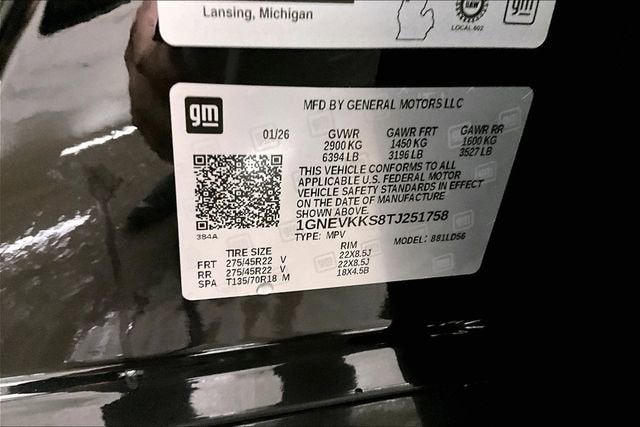 Lansing, Michigan
UAW
LOCAL 602
gm
gm
MFD BY GENERAL MOTORS LLC
01/26 GVWR GAWR FRT GAWR RR
2900 KG 1450 KG 1600 KG
6394 LB 3196 LB 3527 LB
THIS VEHICLE CONFORMS TO ALL
APPLICABLE U.S. FEDERAL MOTOR
VEHICLE SAFETY STANDARDS IN EFFECT
ON THE DATE OF MANUFACTURE
SHOWN ABOVE.
1GNEVKKS8TJ251758
384A
TYPE: MPV MODEL: 881LD56
TIRE SIZE RIM
FRT 275/45R22 V 22X8.5J
RR 275/45R22 V 22X8.5J
SPA T135/70R18 M 18X4.5B